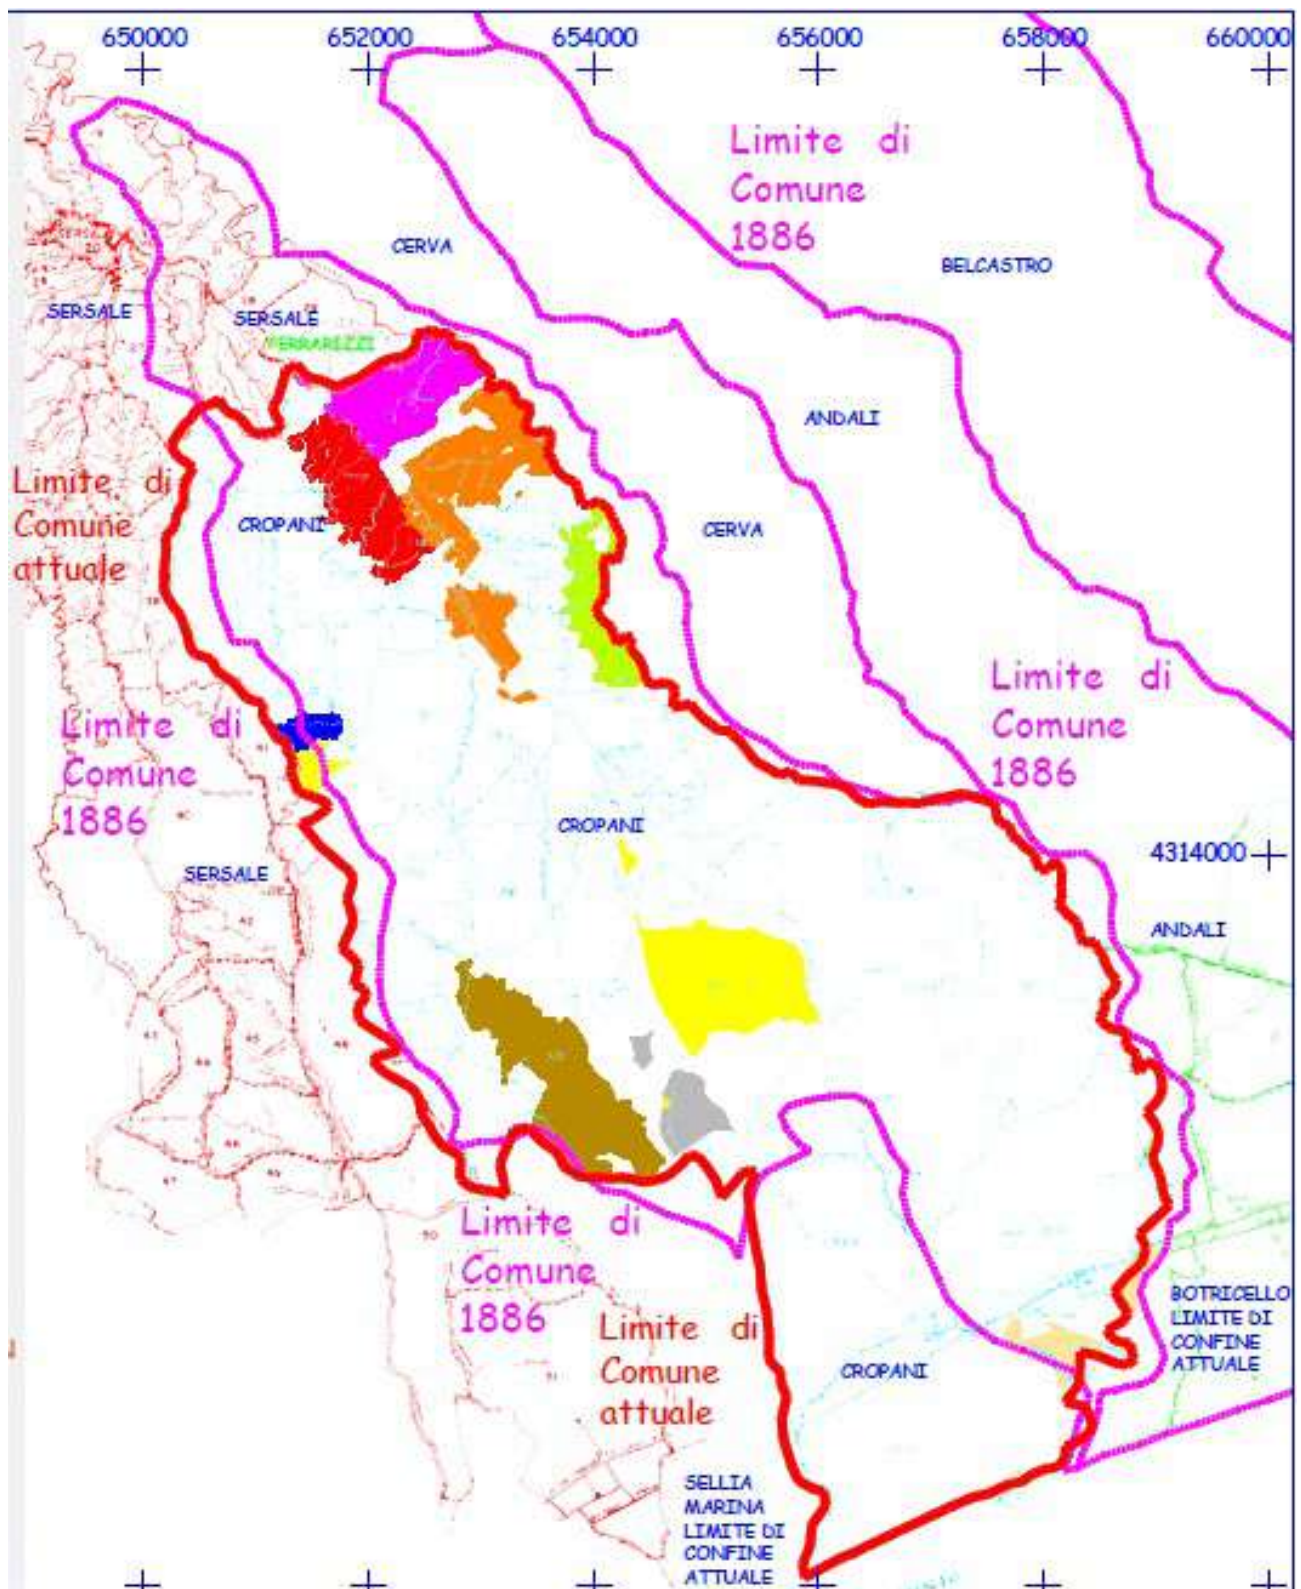 650000 652000 654000 656000 658000 660000
Limite di
Comune
1886
CERVA
BELCASTRO
SERSALE
SERSALE
FERRARIZZI
ANDALI
Limite di
Comune
attuale
CROPANI
CERVA
Limite di
Comune
1886
Limite di
Comune
1886
CROPANI
4314000
SERSALE
ANDALI
Limite di
Comune
1886
BOTRICELLO
LIMITE DI
CONFINE
ATTUALE
Limite di
Comune
attuale
CROPANI
SELLIA
MARINA
LIMITE DI
CONFINE
ATTUALE